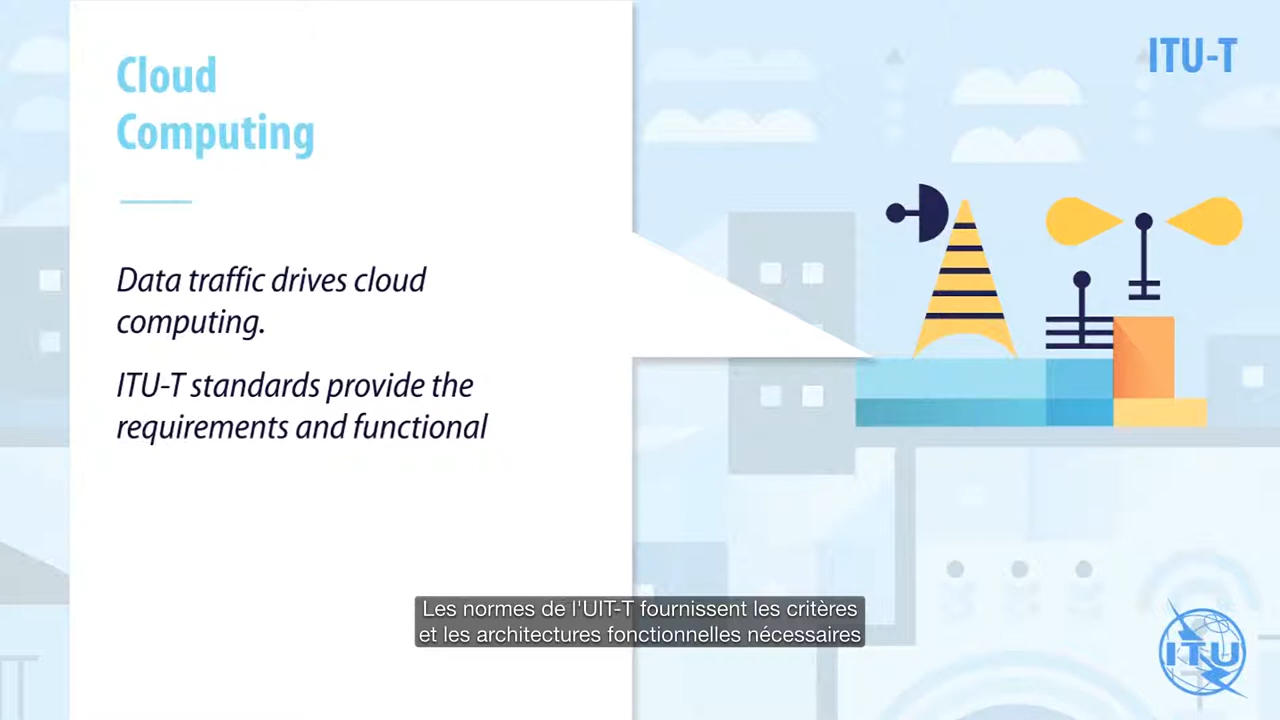 Cloud
Computing
ITU-T
Data traffic drives cloud
computing.
ITU-T standards provide the
requirements and functional
Les normes de l'UIT-T fournissent les critères
et les architectures fonctionnelles nécessaires
ITU